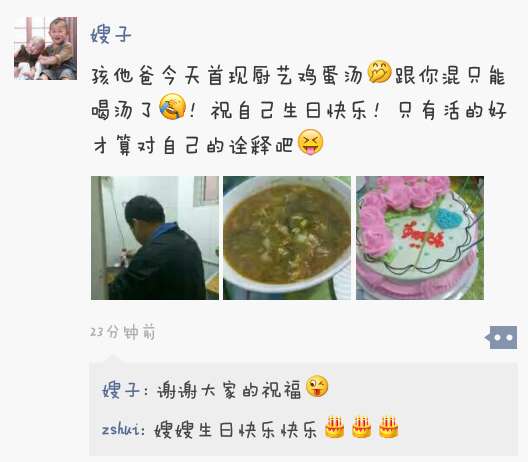 嫂子
孩他爸今天首现厨艺鸡蛋汤🤭跟你混只能
喝汤了😂！祝自己生日快乐！只有活的好
才算对自己的诠释吧😝
23分钟前
嫂子：谢谢大家的祝福😜
zshui：嫂嫂生日快乐快乐🎂🎂🎂